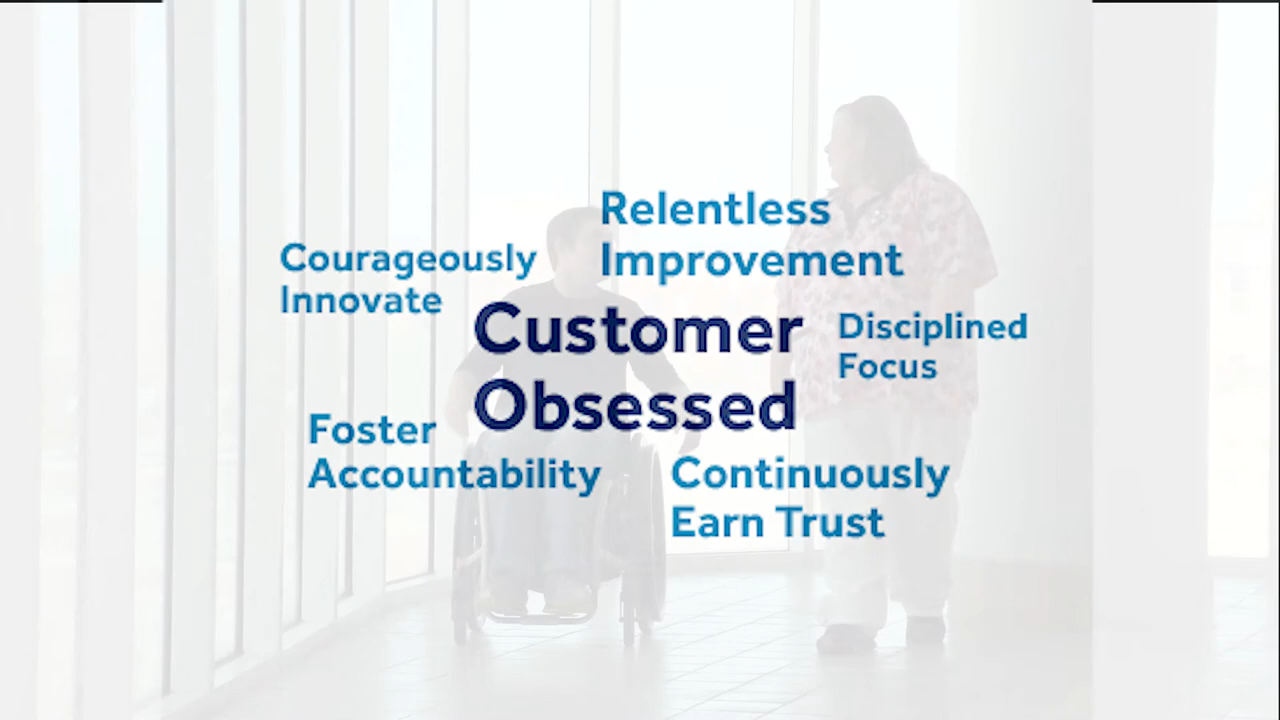 Relentless
Improvement
Courageously
Innovate
Customer
Obsessed
Disciplined
Focus
Foster
Accountability
Continuously
Earn Trust